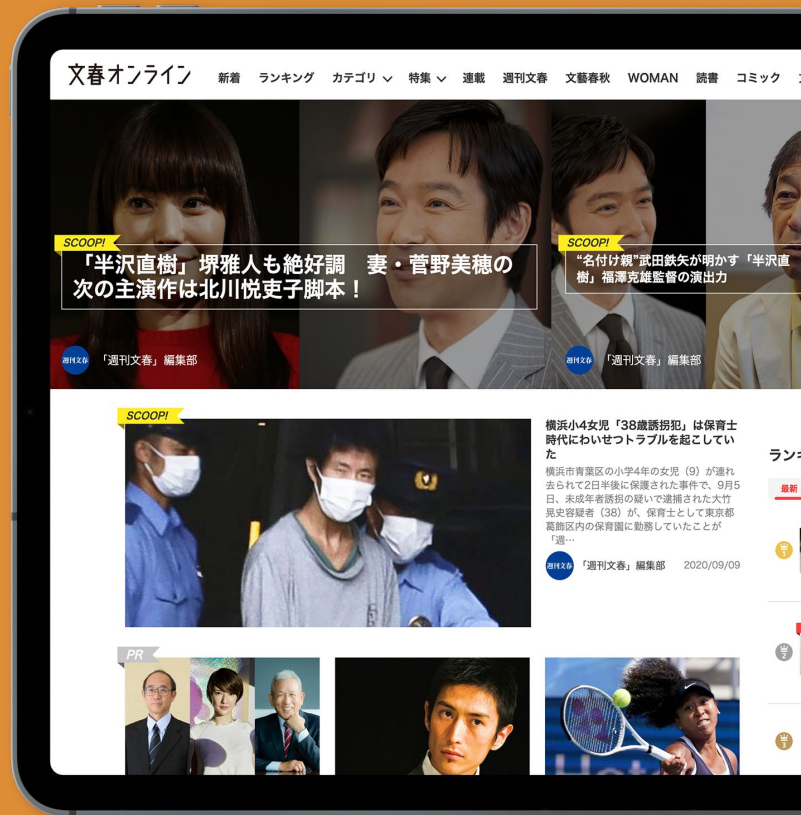 文春オンライン
新着 ランキング カテゴリ 特集 連載 週刊文春 文藝春秋 WOMAN 読書 コミック
SCOOP!
「半沢直樹」堺雅人も絶好調 妻・菅野美穂の
次の主演作は北川悦吏子脚本！
週刊文春 「週刊文春」編集部
SCOOP!
“名付け親”武田鉄矢が明かす「半沢直
樹」福澤克雄監督の演出力
週刊文春 「週刊文春」編集部
SCOOP!
横浜小4女児「38歳誘拐犯」は保育士
時代にわいせつトラブルを起こしてい
た
横浜市青葉区の小学4年の女児（9）が連れ
去られて2日半後に保護された事件で、9月5
日、未成年者誘拐の疑いで逮捕された大竹
晃史容疑者（38）が、保育士として東京都
葛飾区内の保育園に勤務していたことが
「週…
週刊文春 「週刊文春」編集部 2020/09/09
ラン
最新
1
2
3
PR